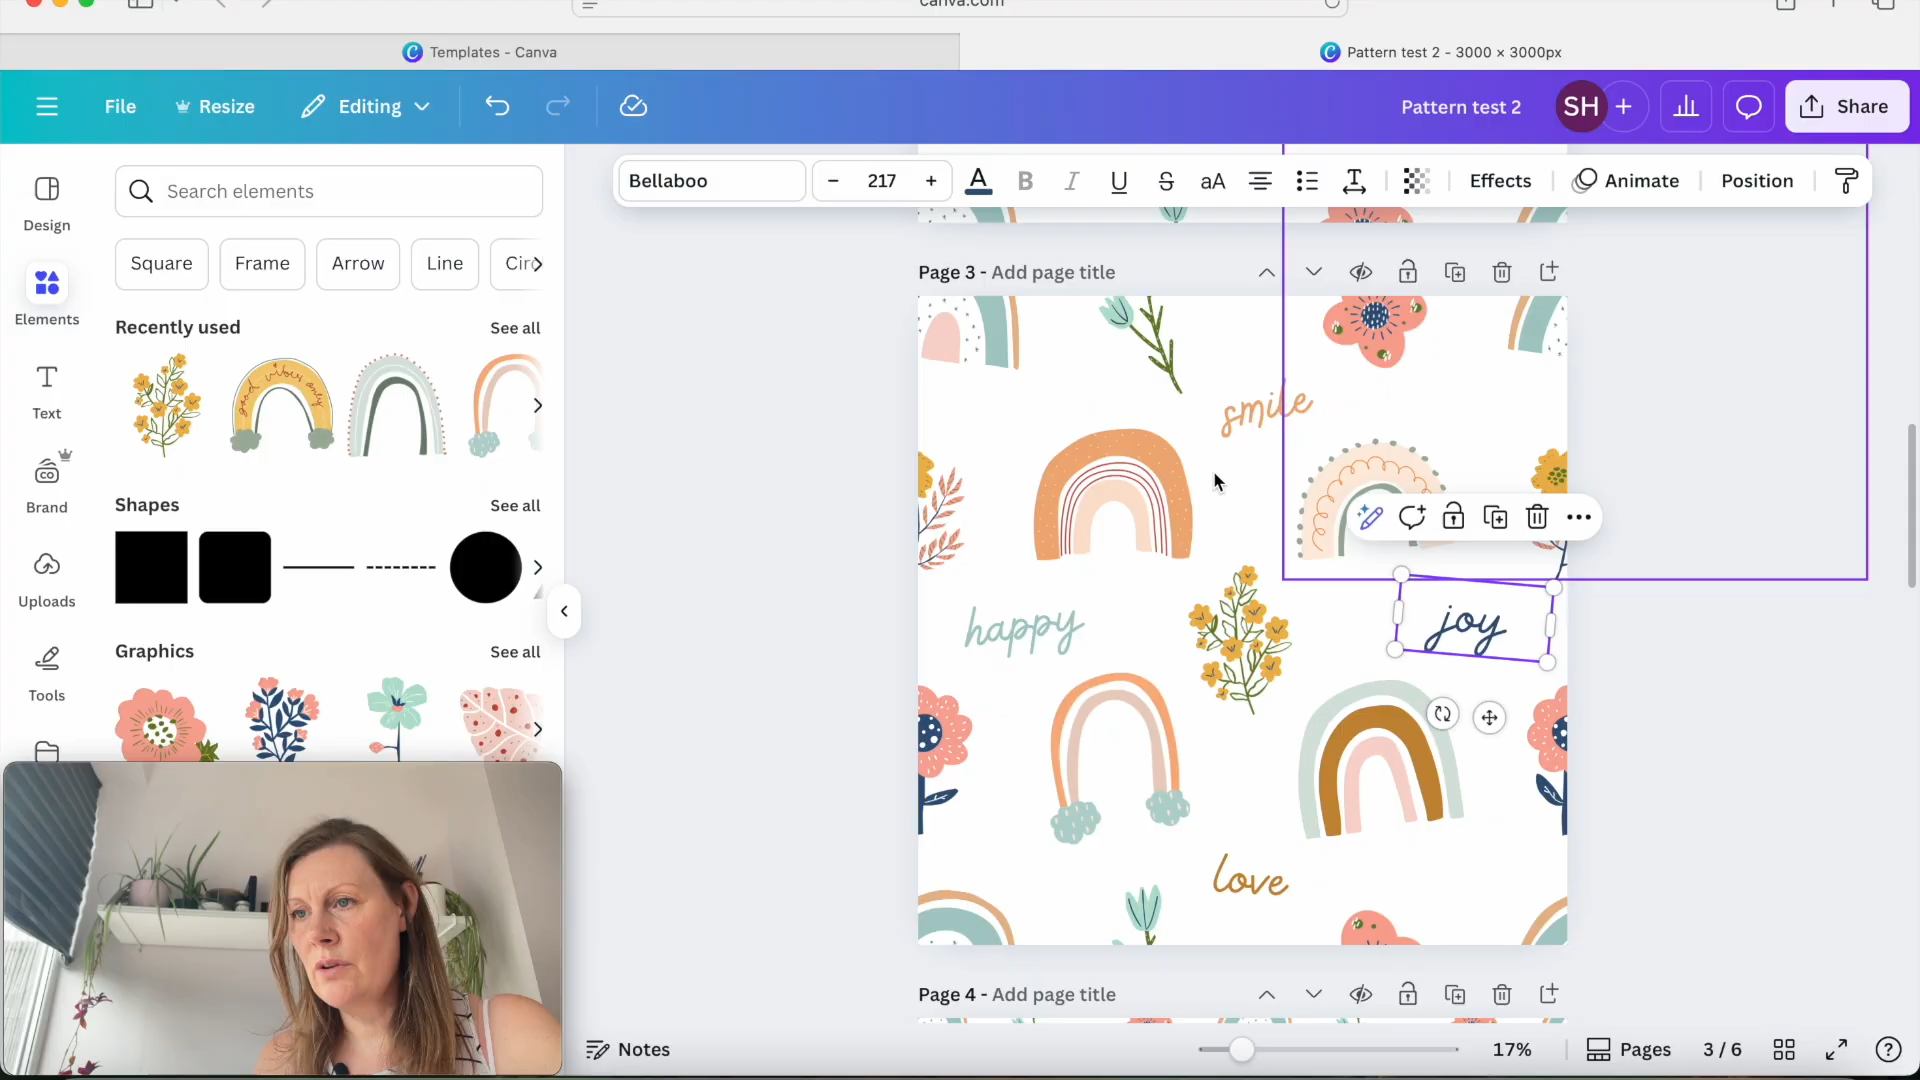 canva.com
Templates - Canva
Pattern test 2 - 3000 × 3000px
File
Resize
Editing
Pattern test 2
SH
Share
Design
Elements
Text
Brand
Uploads
Tools
Search elements
Square
Frame
Arrow
Line
Recently used
See all
good vibes only
Shapes
See all
Graphics
See all
Bellaboo
217
A
B
I
U
S
aA
T
Effects
Animate
Position
Page 3 - Add page title
smile
happy
joy
love
Page 4 - Add page title
Notes
17%
Pages
3 / 6